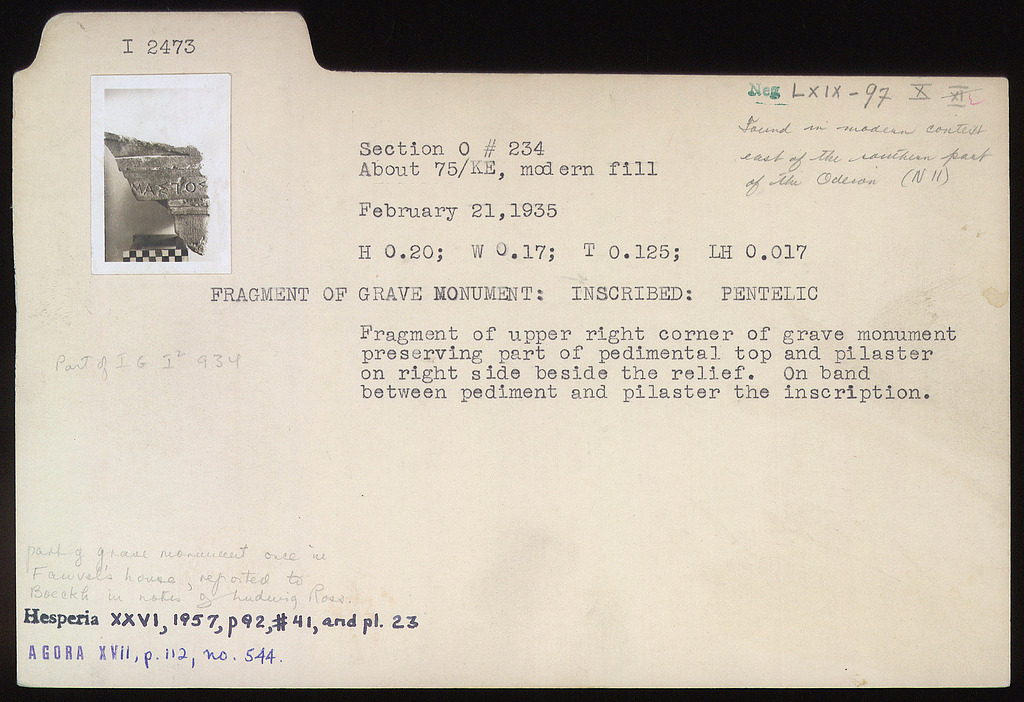 I 2473
Neg LXIX-97 X XI
Found in modern context
east of the southern part
of the Odeion (N 11)
ΜΑΣΙΟΣ
Section O # 234
About 75/KE, modern fill
February 21,1935
H 0.20; W 0.17; T 0.125; LH 0.017
FRAGMENT OF GRAVE MONUMENT: INSCRIBED: PENTELIC
Fragment of upper right corner of grave monument
preserving part of pedimental top and pilaster
on right side beside the relief. On band
between pediment and pilaster the inscription.
Part of I G I² 934
part of grave monument once in
Fauvel's house, reported to
Boeckh in notes of Ludwig Ross.
Hesperia XXVI, 1957, p 92, #41, and pl. 23
AGORA XVII, p. 112, no. 544.